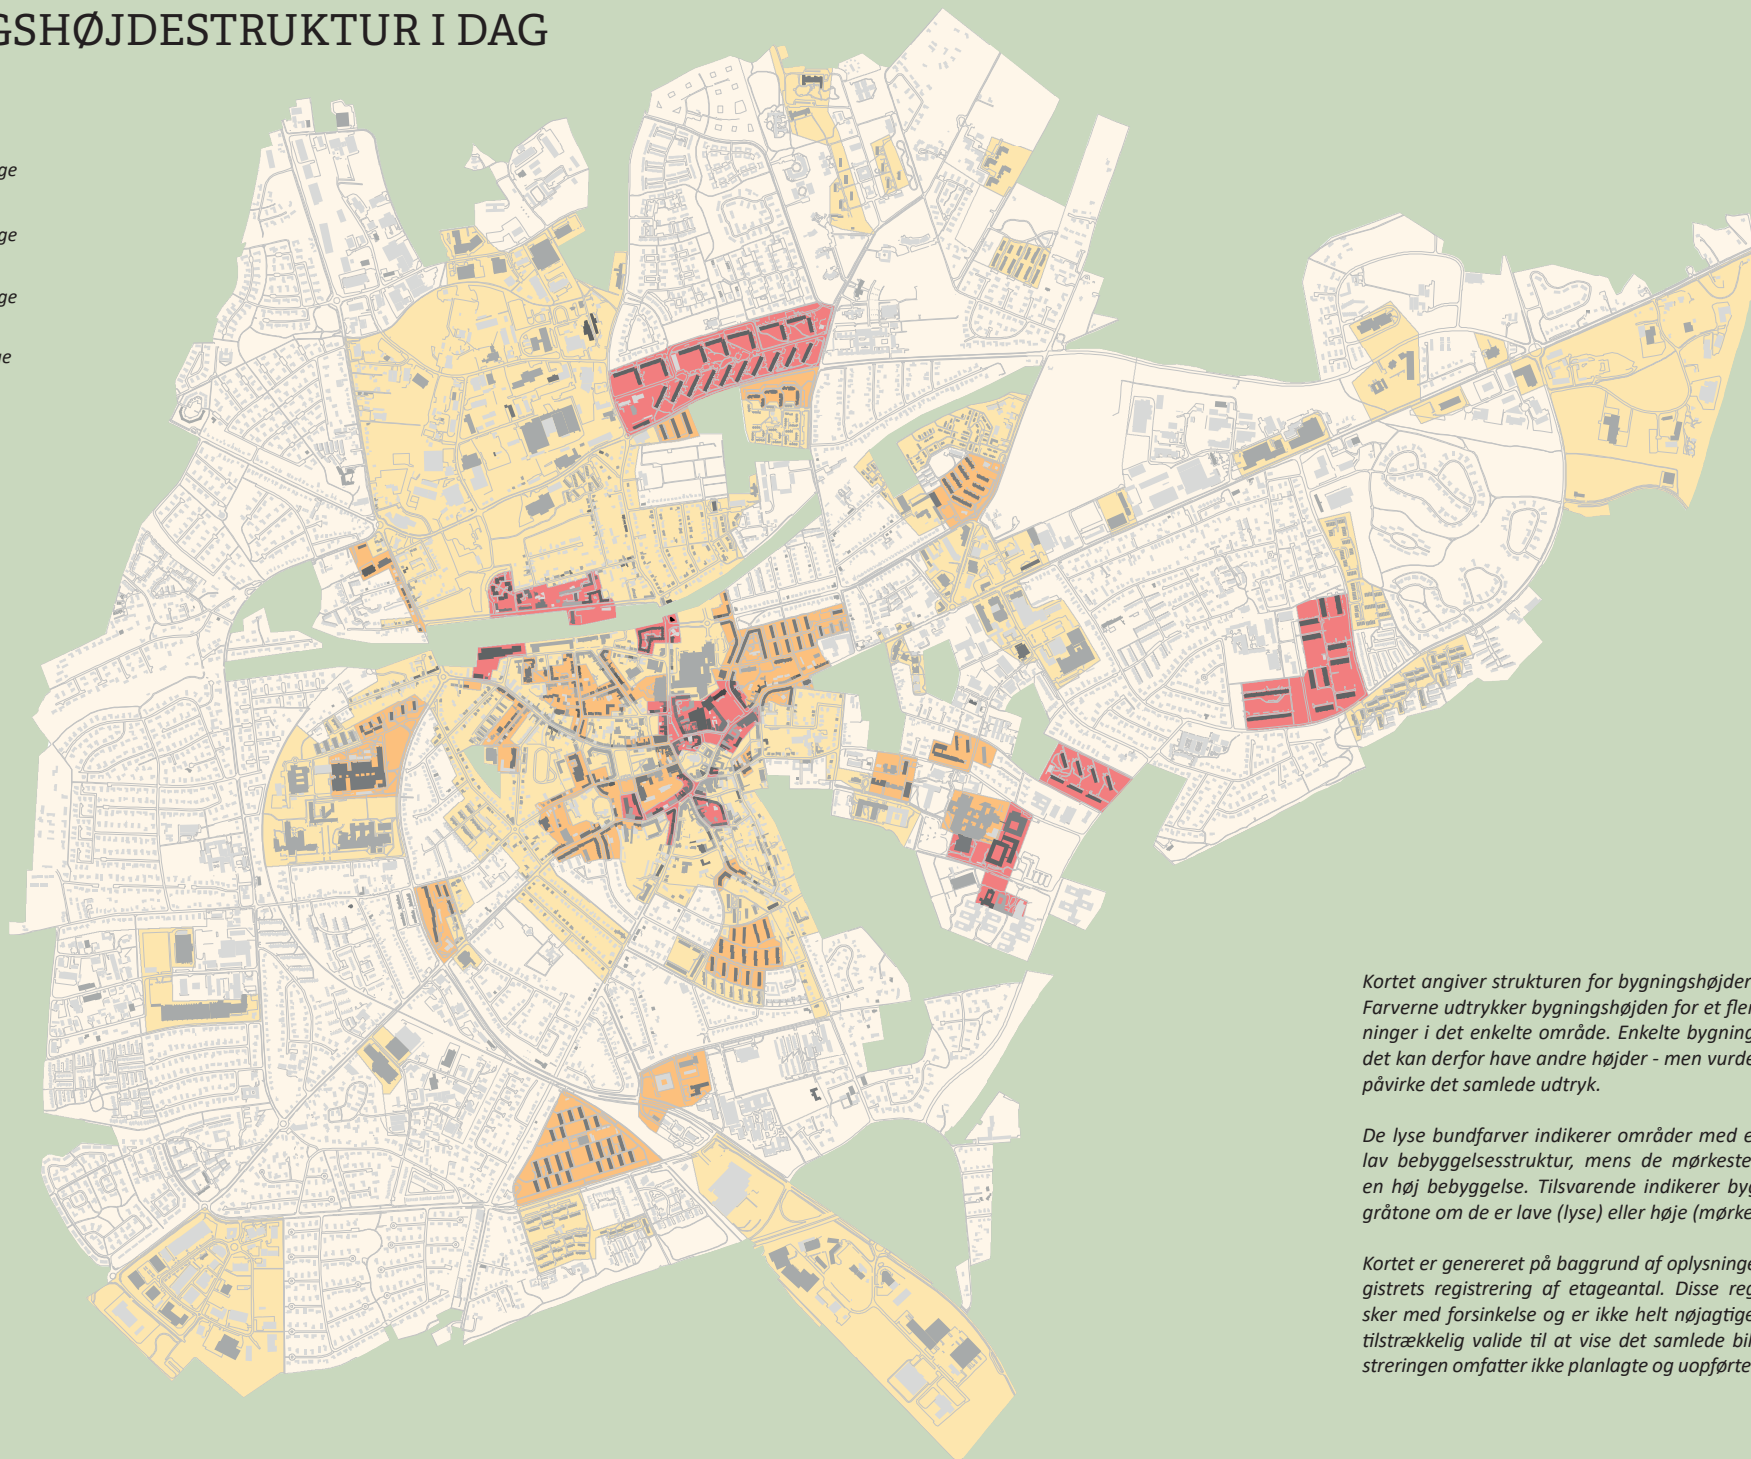 GSHØJDESTRUKTUR I DAG
ge
ge
ge
ge
Kortet angiver strukturen for bygningshøjder
Farverne udtrykker bygningshøjden for et fler
ninger i det enkelte område. Enkelte bygning
det kan derfor have andre højder - men vurde
påvirke det samlede udtryk.
De lyse bundfarver indikerer områder med e
lav bebyggelsesstruktur, mens de mørkeste
en høj bebyggelse. Tilsvarende indikerer byg
gråtone om de er lave (lyse) eller høje (mørke
Kortet er genereret på baggrund af oplysninge
gistrets registrering af etageantal. Disse reg
sker med forsinkelse og er ikke helt nøjagtige
tilstrækkelig valide til at vise det samlede bil
streringen omfatter ikke planlagte og uopførte